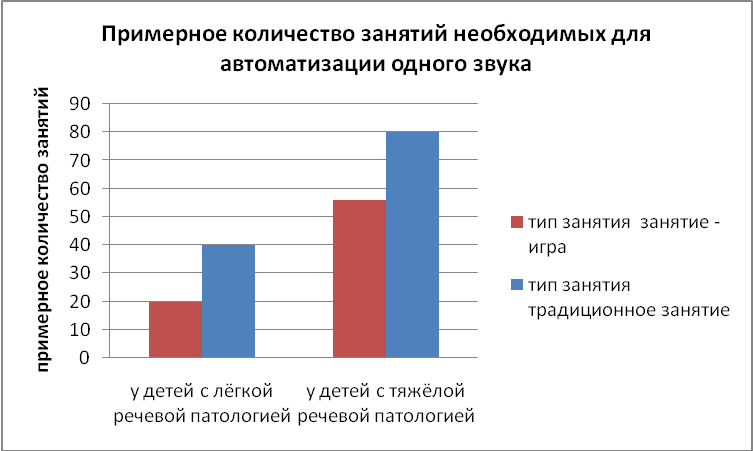 Примерное количество занятий необходимых для
автоматизации одного звука
примерное количество занятий
90
80
70
60
50
40
30
20
10
0
у детей с лёгкой
речевой патологией
у детей с тяжёлой
речевой патологией
тип занятия  занятие -
игра
тип занятия
традиционное занятие